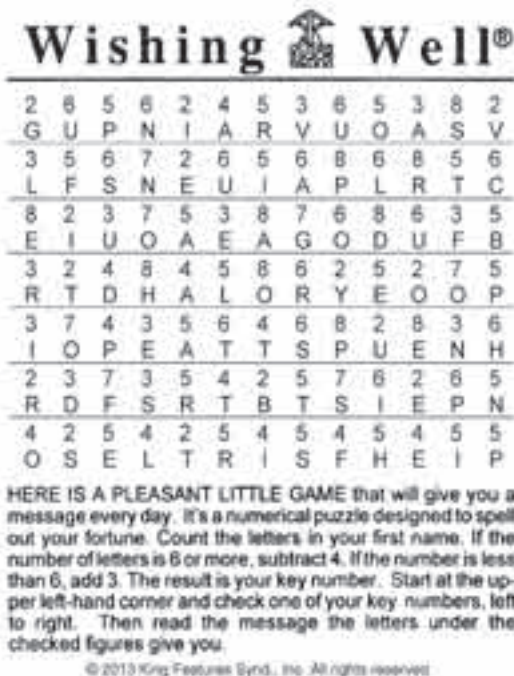 Wishing Well®
2 6 5 6 2 4 5 3 6 5 3 8 2
G U P N I A R V U O A S V
3 5 6 7 2 6 5 6 8 6 8 5 6
L F S N E U I A P L R T C
8 2 3 7 5 3 8 7 6 8 6 3 5
E I U O A E A G O D U F B
3 2 4 8 4 5 8 6 2 5 2 7 5
R T D H A L O R Y E O O P
3 7 4 3 5 6 4 6 8 2 8 3 6
I O P E A T T S P U E N H
2 3 7 3 5 4 2 5 7 6 2 6 5
R D F S R T B T S I E P N
4 2 5 4 2 5 4 5 4 5 4 5 5
O S E L T R I S F H E I P
HERE IS A PLEASANT LITTLE GAME that will give you a
message every day. It's a numerical puzzle designed to spell
out your fortune. Count the letters in your first name. If the
number of letters is 6 or more, subtract 4. If the number is less
than 6, add 3. The result is your key number. Start at the up-
per left-hand corner and check one of your key numbers, left
to right. Then read the message the letters under the
checked figures give you.
© 2013 King Features Synd., Inc. All rights reserved